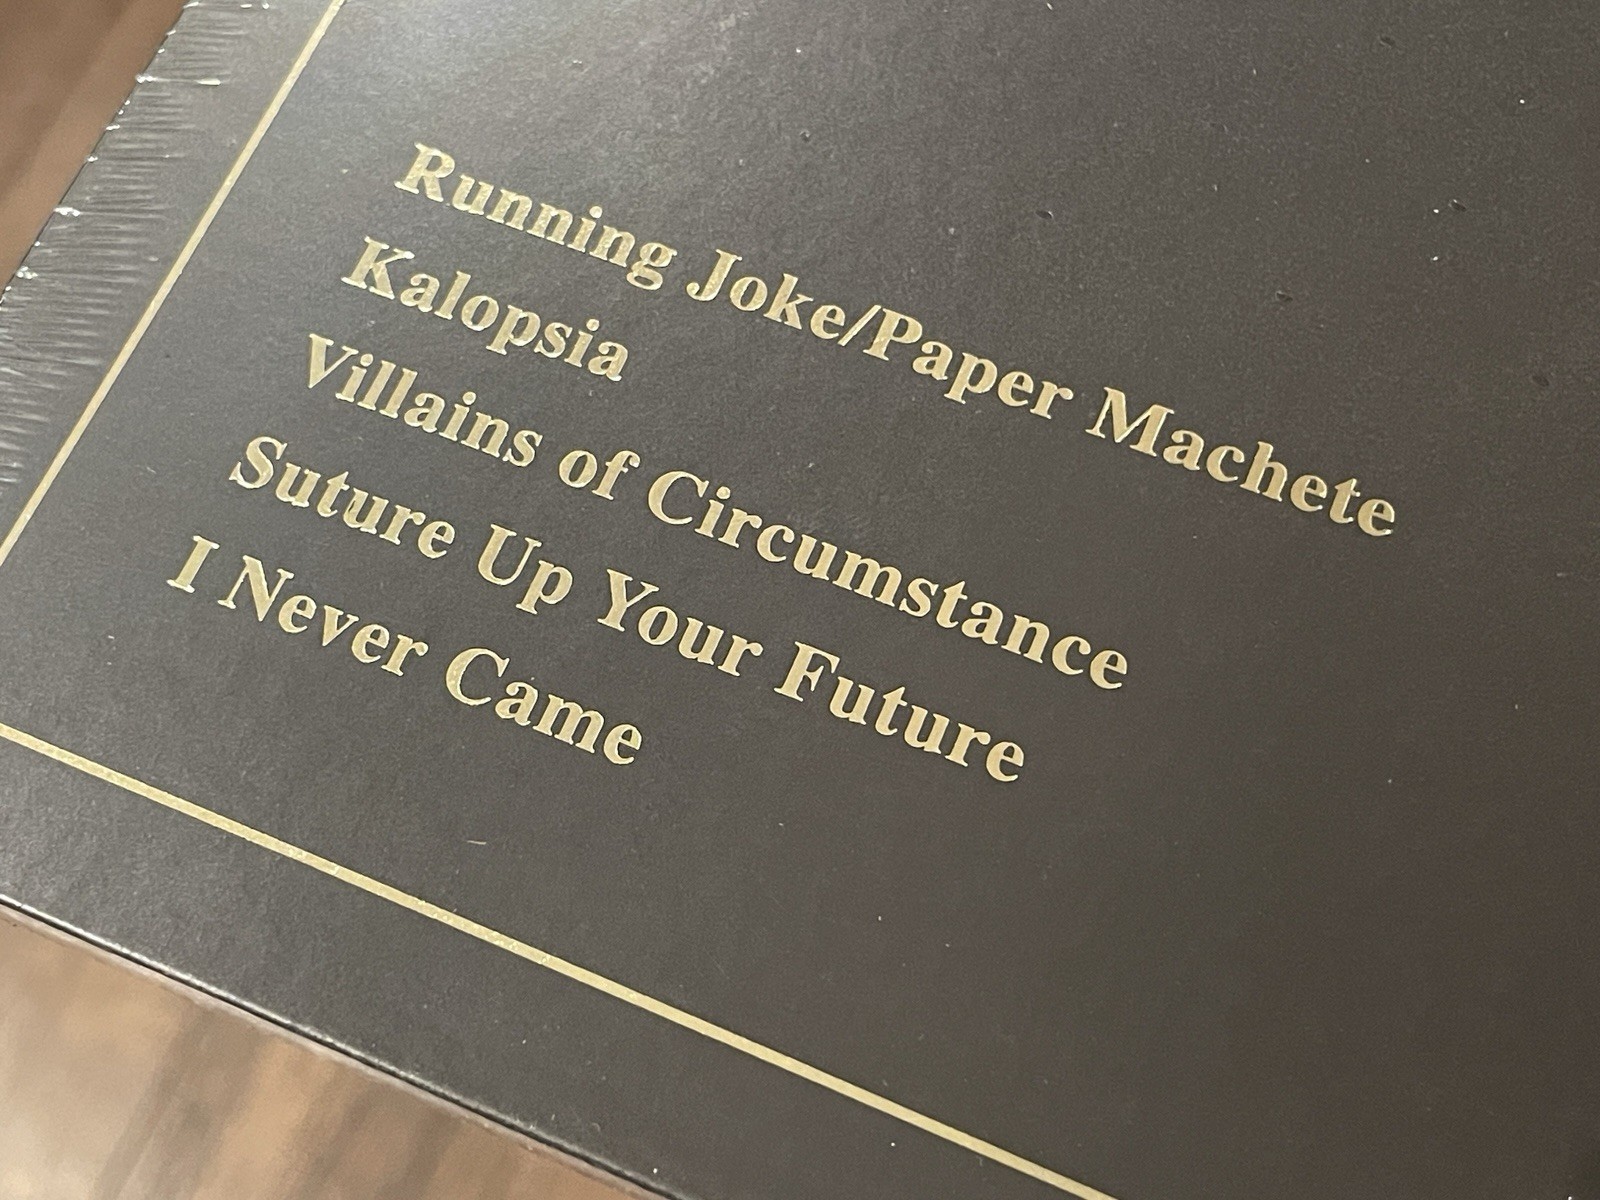 Running Joke/Paper Machete
Kalopsia
Villains of Circumstance
Suture Up Your Future
I Never Came